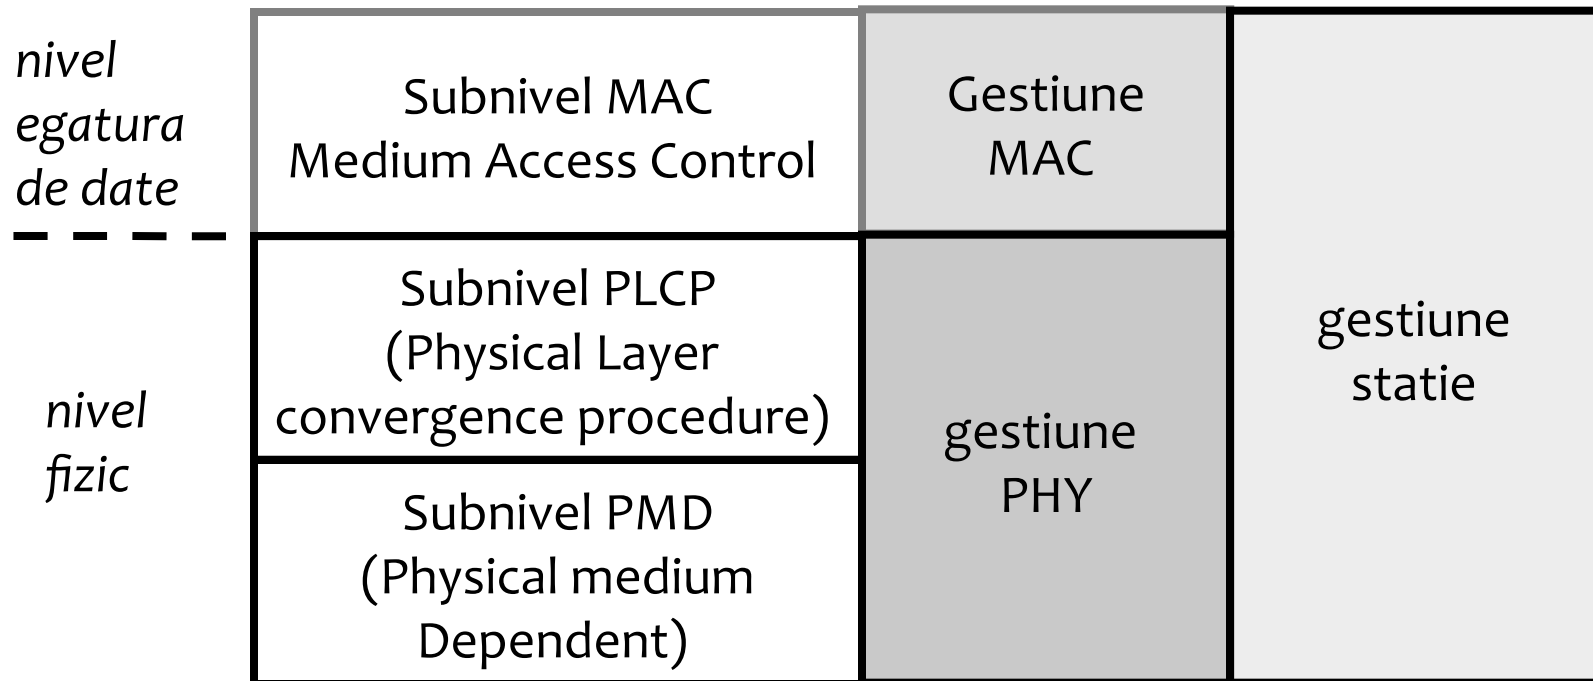 nivel
egatura
de date
Subnivel MAC
Medium Access Control
Gestiune
MAC
nivel
fizic
Subnivel PLCP
(Physical Layer
convergence procedure)
Subnivel PMD
(Physical medium
Dependent)
gestiune
PHY
gestiune
statie